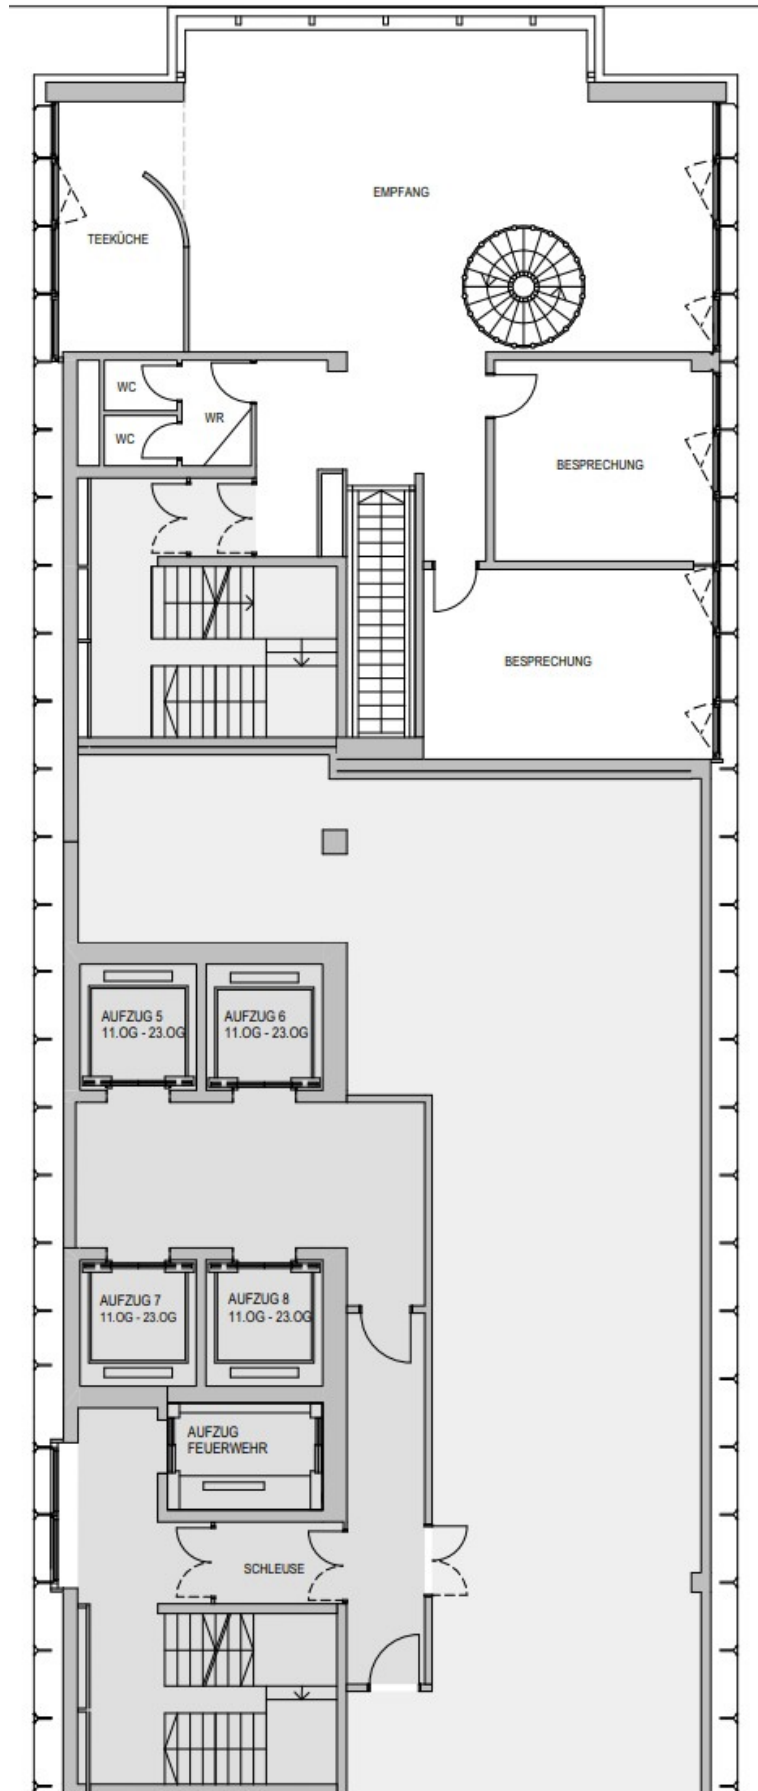 EMPFANG
TEEKÜCHE
WC
WR
WC
BESPRECHUNG
BESPRECHUNG
AUFZUG 5
11.OG - 23.OG
AUFZUG 6
11.OG - 23.OG
AUFZUG 7
11.OG - 23.OG
AUFZUG 8
11.OG - 23.OG
AUFZUG
FEUERWEHR
SCHLEUSE